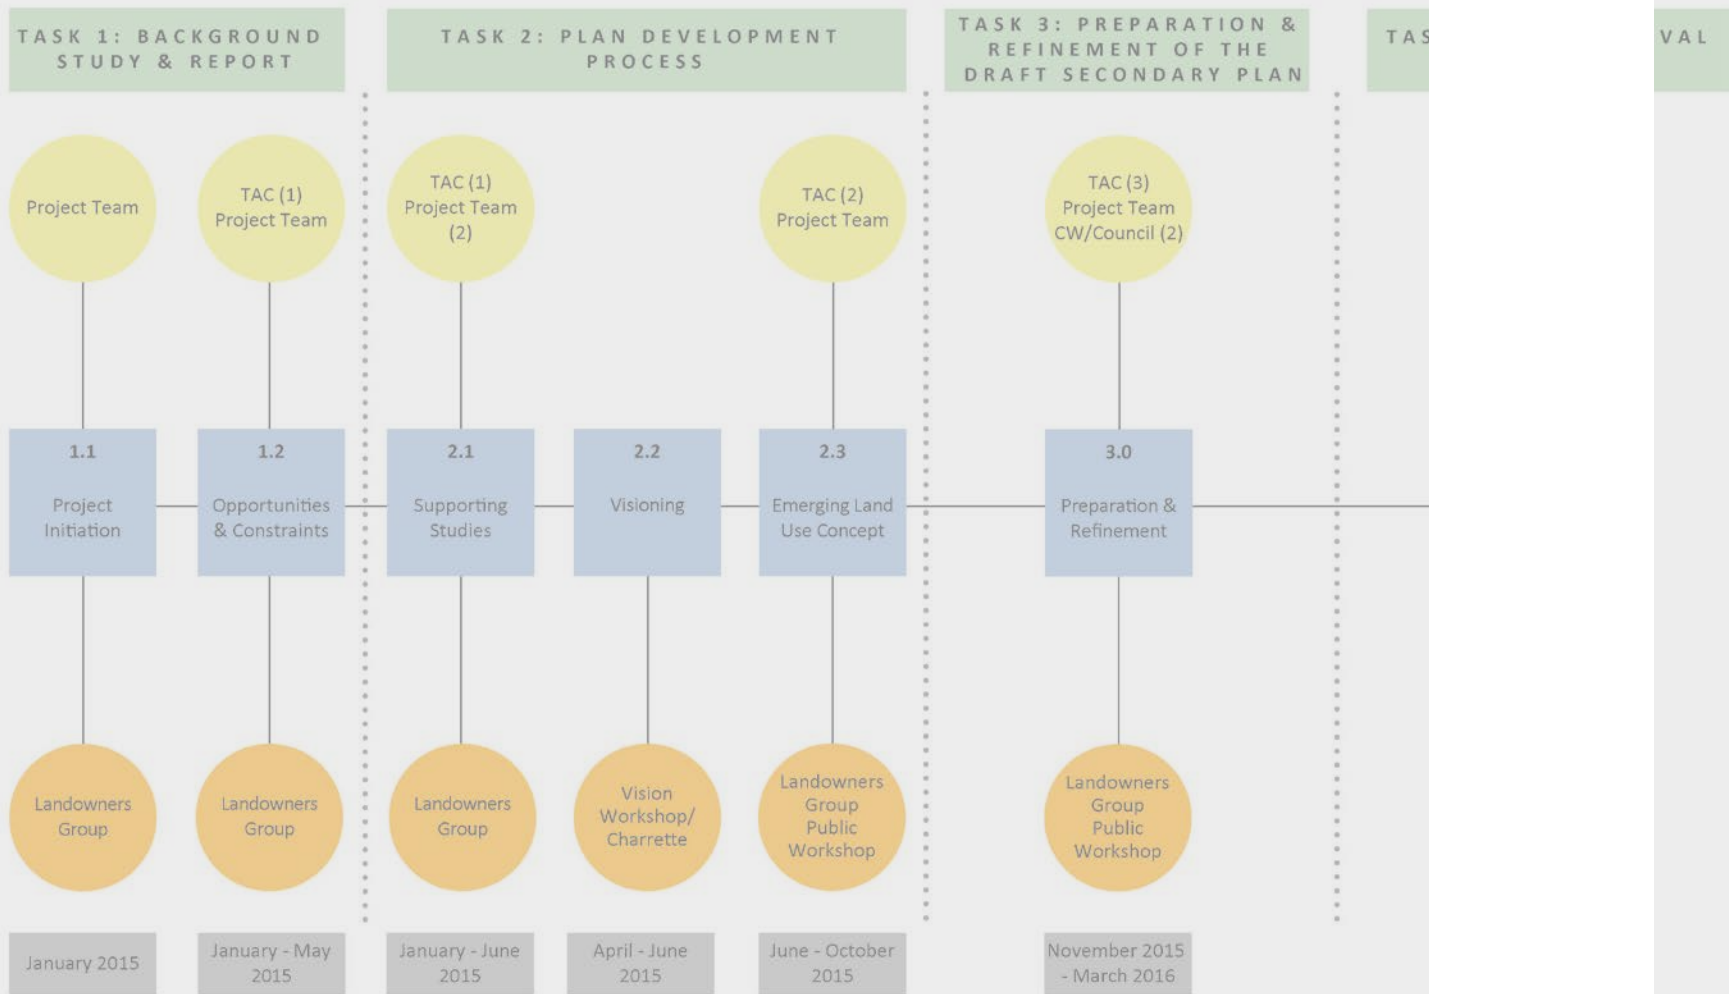 TASK 1: BACKGROUND
STUDY & REPORT
TASK 2: PLAN DEVELOPMENT
PROCESS
TASK 3: PREPARATION &
REFINEMENT OF THE
DRAFT SECONDARY PLAN
TAS
VAL
Project Team
TAC (1)
Project Team
TAC (1)
Project Team
(2)
TAC (2)
Project Team
TAC (3)
Project Team
CW/Council (2)
1.1
Project
Initiation
1.2
Opportunities
& Constraints
2.1
Supporting
Studies
2.2
Visioning
2.3
Emerging Land
Use Concept
3.0
Preparation &
Refinement
Landowners
Group
Landowners
Group
Landowners
Group
Vision
Workshop/
Charrette
Landowners
Group
Public
Workshop
Landowners
Group
Public
Workshop
January 2015
January - May
2015
January - June
2015
April - June
2015
June - October
2015
November 2015
- March 2016